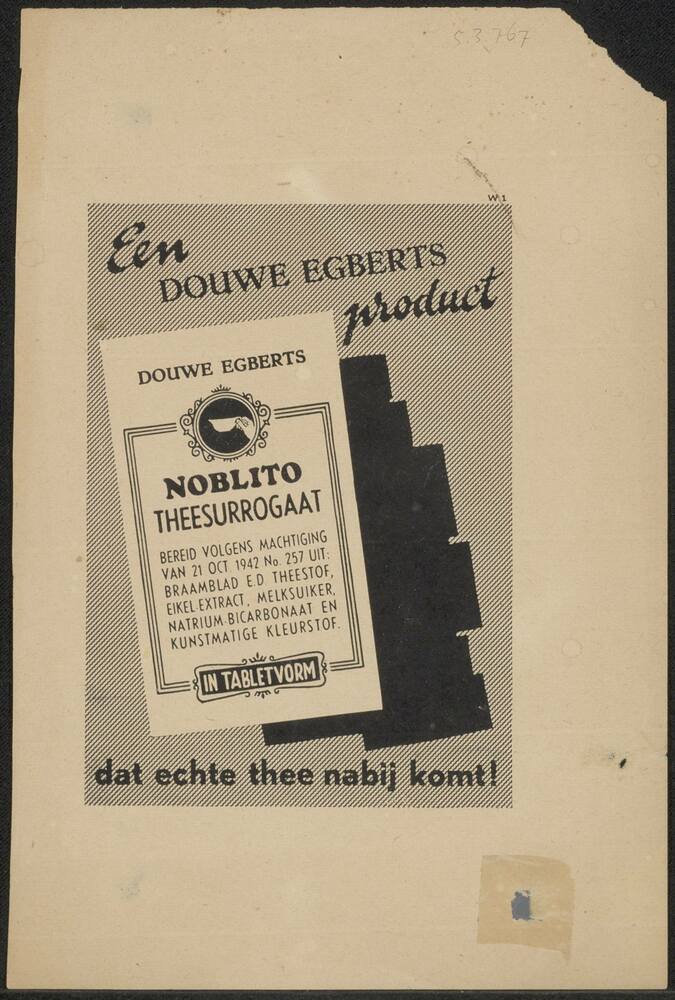 5.3.767
W 1
Een
DOUWE EGBERTS
product
DOUWE EGBERTS
NOBLITO
THEESURROGAAT
BEREID VOLGENS MACHTIGING
VAN 21 OCT 1942 No. 257 UIT:
BRAAMBLAD E.D THEESTOF,
EIKEL-EXTRACT, MELKSUIKER,
NATRIUM-BICARBONAAT EN
KUNSTMATIGE KLEURSTOF.
IN TABLETVORM
dat echte thee nabij komt!